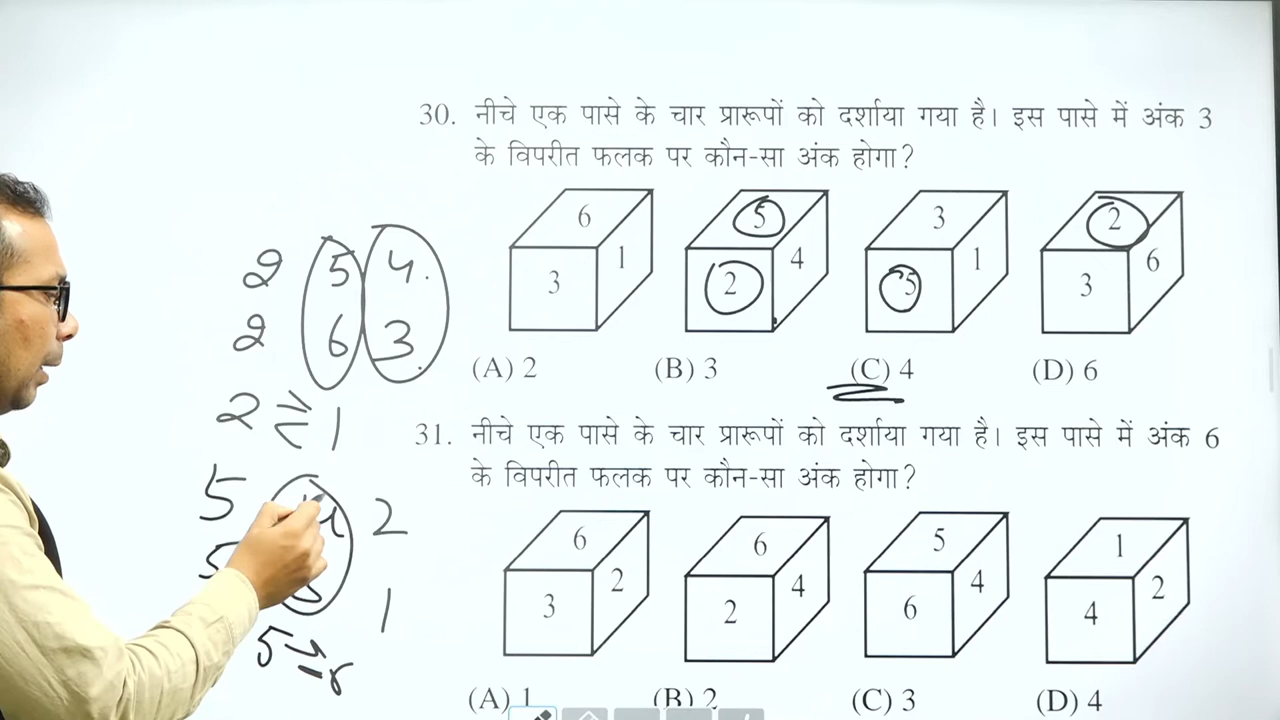 30. नीचे एक पासे के चार प्रारूपों को दर्शाया गया है। इस पासे में अंक 3
के विपरीत फलक पर कौन-सा अंक होगा?
6 5 3 2
3 1 2 4 5 1 3 6
(A) 2 (B) 3 (C) 4 (D) 6
31. नीचे एक पासे के चार प्रारूपों को दर्शाया गया है। इस पासे में अंक 6
के विपरीत फलक पर कौन-सा अंक होगा?
6 6 5 1
3 2 2 4 6 4 4 2
(A) 1 (B) 2 (C) 3 (D) 4
2 5 4
2 6 3
2 1
5 2
1
5